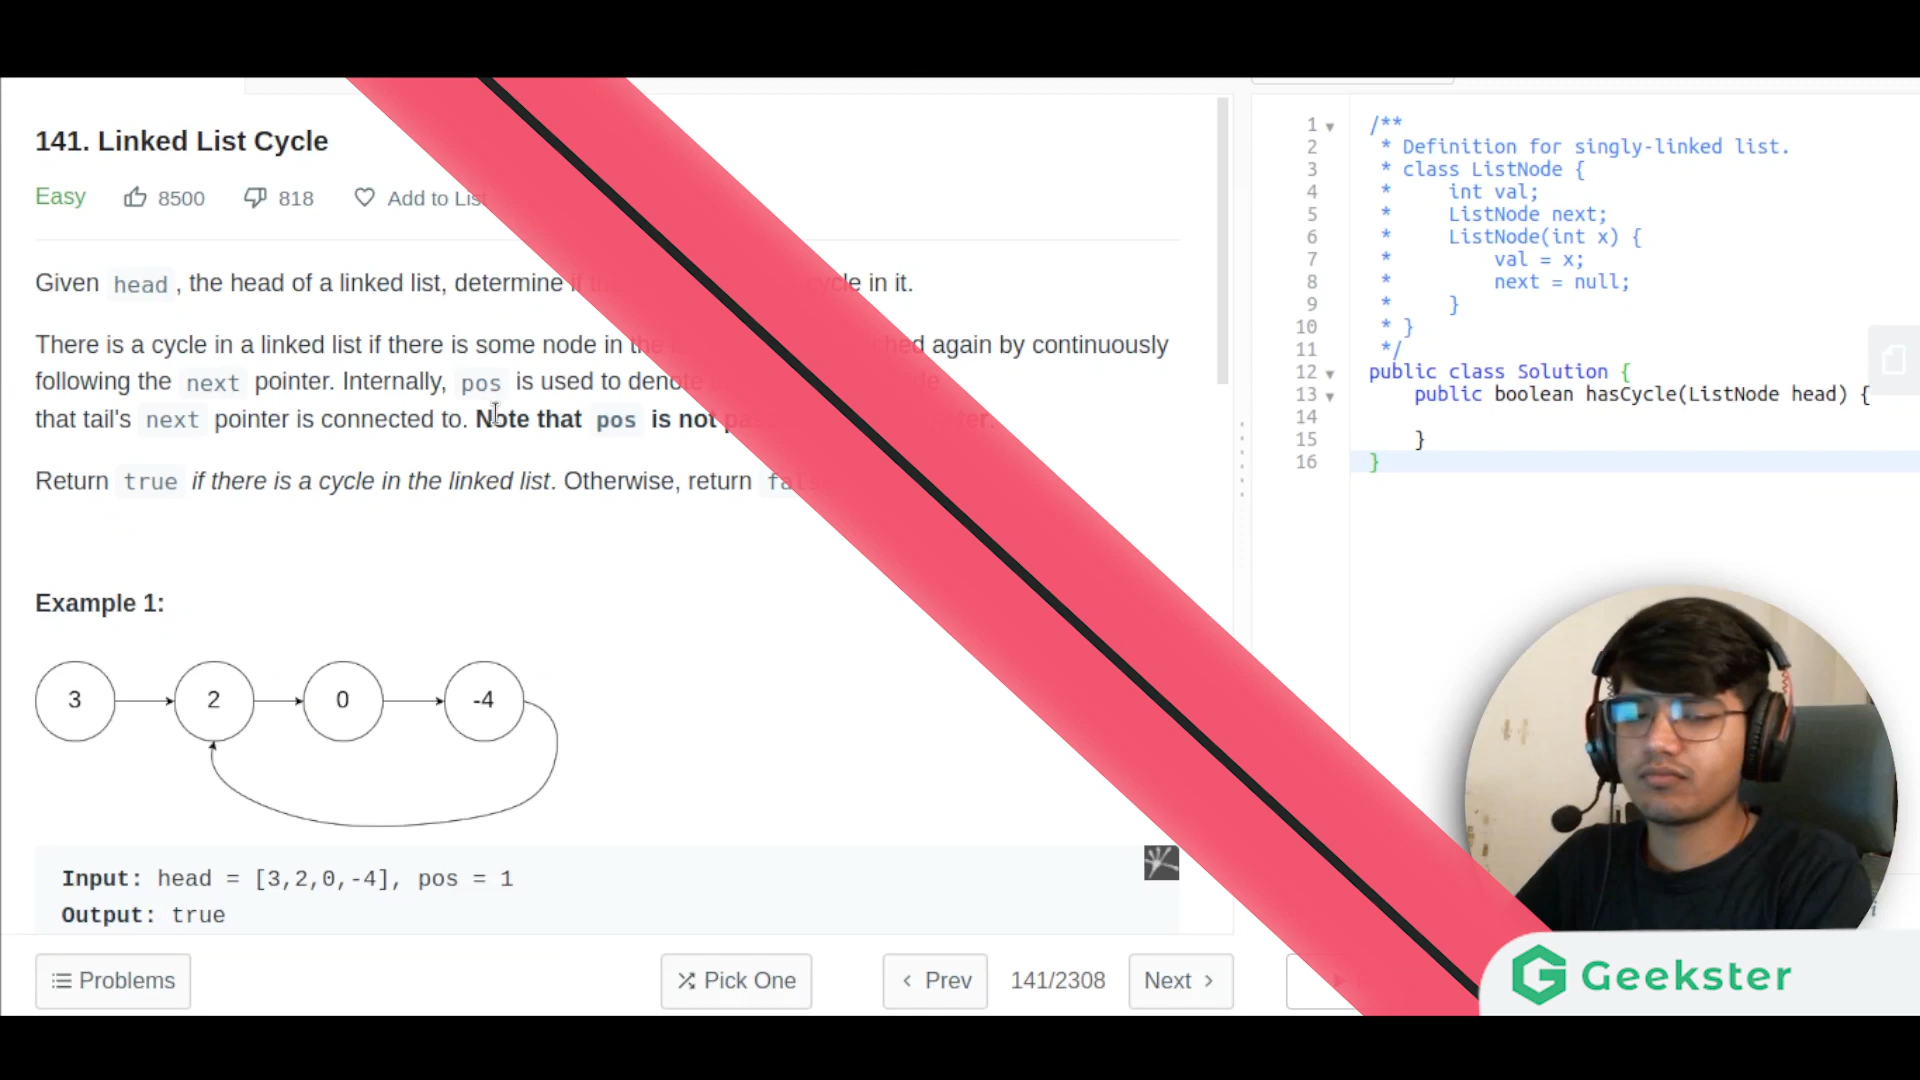 141. Linked List Cycle
Easy 8500 818 Add to List
Given head, the head of a linked list, determine if cycle in it.
There is a cycle in a linked list if there is some node in the again by continuously
following the next pointer. Internally, pos is used to denote
that tail's next pointer is connected to. Note that pos is not
Return true if there is a cycle in the linked list. Otherwise, return
Example 1:
3 2 0 -4
Input: head = [3,2,0,-4], pos = 1
Output: true
Problems Pick One Prev 141/2308 Next
1 /**
2 * Definition for singly-linked list.
3 * class ListNode {
4 * int val;
5 * ListNode next;
6 * ListNode(int x) {
7 * val = x;
8 * next = null;
9 * }
10 * }
11 */
12 public class Solution {
13 public boolean hasCycle(ListNode head) {
14
15 }
16 }
Geekster